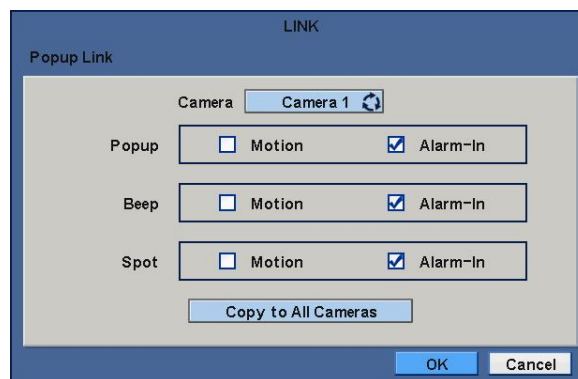 LINK
Popup Link
Camera Camera 1
Popup Motion Alarm-In
Beep Motion Alarm-In
Spot Motion Alarm-In
Copy to All Cameras
OK Cancel